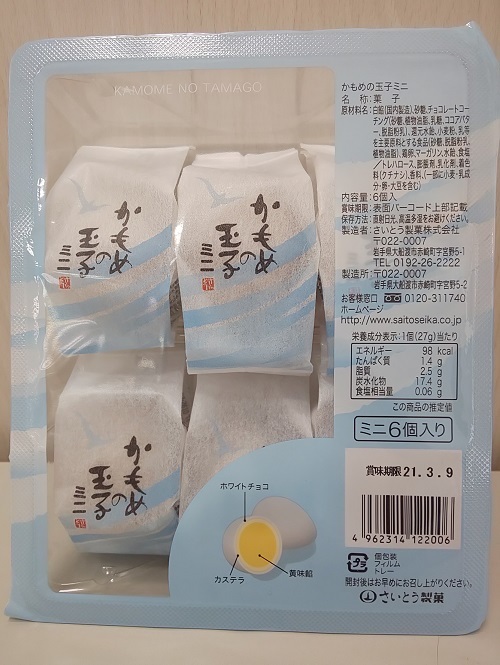 KAMOME NO TAMAGO
かもめの玉子ミニ
かもめの玉子ミニ
かもめの玉子ミニ
かもめの玉子ミニ
名　称:菓　子
原材料名:白餡(国内製造)、砂糖、チョコレートコー
ティング(砂糖、植物油脂、乳糖、ココアバタ
ー、脱脂粉乳)、還元水飴、小麦粉、乳等
を主要原料とする食品(砂糖、脱脂粉乳、
植物油脂)、鶏卵、マーガリン、水飴、食塩
/トレハロース、膨脹剤、乳化剤、着色
料(クチナシ)、香料、(一部に小麦・乳成
分・卵・大豆を含む)
内容量:6個入
賞味期限:表面バーコード上部記載
保存方法:直射日光、高温多湿をお避けください。
製造者:さいとう製菓株式会社
〒022-0007
岩手県大船渡市赤崎町字宮野5-1
TEL 0192-26-2222
製造所:〒022-0007
岩手県大船渡市赤崎町字宮野5-2
お客様窓口 0120-311740
ホームページ
http://www.saitoseika.co.jp
栄養成分表示:1個(27g)当たり
エネルギー 98 kcal
たんぱく質 1.4 g
脂質 2.5 g
炭水化物 17.4 g
食塩相当量 0.06 g
この商品の推定値
ミニ6個入り
賞味期限 21.3.9
4 962314 122006
ホワイトチョコ
カステラ
黄味餡
プラ
個包装
フィルム
トレー
開封後はお早めにお召し上がりください。
さいとう製菓